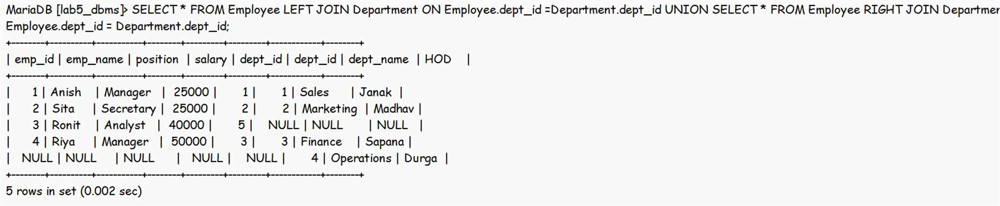 MariaDB [lab5_dbms]> SELECT * FROM Employee LEFT JOIN Department ON Employee.dept_id =Department.dept_id UNION SELECT * FROM Employee RIGHT JOIN
Employee.dept_id = Department.dept_id;
+--------+----------+-----------+--------+---------+---------+------------+--------+
| emp_id | emp_name | position | salary | dept_id | dept_id | dept_name | HOD |
+--------+----------+-----------+--------+---------+---------+------------+--------+
| 1 | Anish | Manager | 25000 | 1 | 1 | Sales | Janak |
| 2 | Sita | Secretary | 25000 | 2 | 2 | Marketing | Madhav |
| 3 | Ronit | Analyst | 40000 | 5 | NULL | NULL | NULL |
| 4 | Riya | Manager | 50000 | 3 | 3 | Finance | Sapana |
| NULL | NULL | NULL | NULL | NULL | 4 | Operations | Durga |
+--------+----------+-----------+--------+---------+---------+------------+--------+
5 rows in set (0.002 sec)